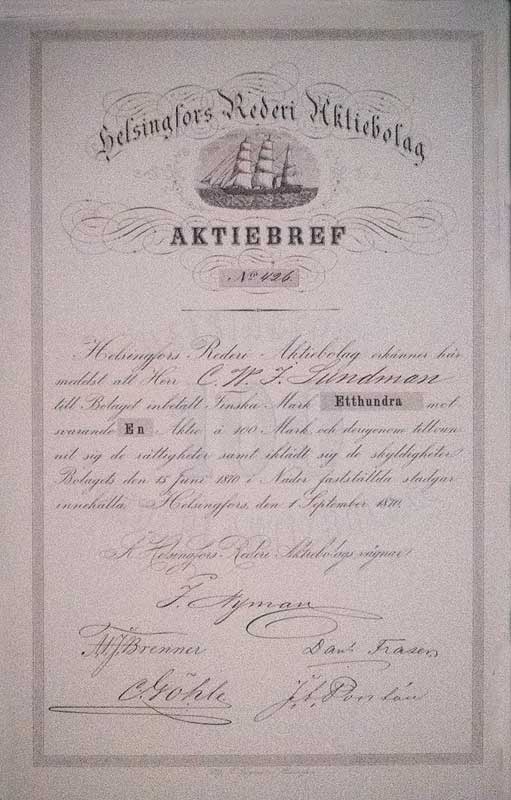 Helsingfors Rederi Aktiebolag
AKTIEBREF
No 426.
Helsingfors Rederi Aktiebolag erkänner här
medelst att Herr C. W. F. Sundman
till Bolaget inbetalt Finska Mark Etthundra mot
svarande En Aktie à 100 Mark och derigenom tillvun
nit sig de rättigheter samt iklädt sig de skyldigheter
Bolagets den 15 Juni 1870 i Nåder fastställda stadgar
innehålla. Helsingfors, den 1 September 1870.
Å Helsingfors Rederi Aktiebolags vägnar:
F. Nyman
Brenner
Fraser
C. Göhle